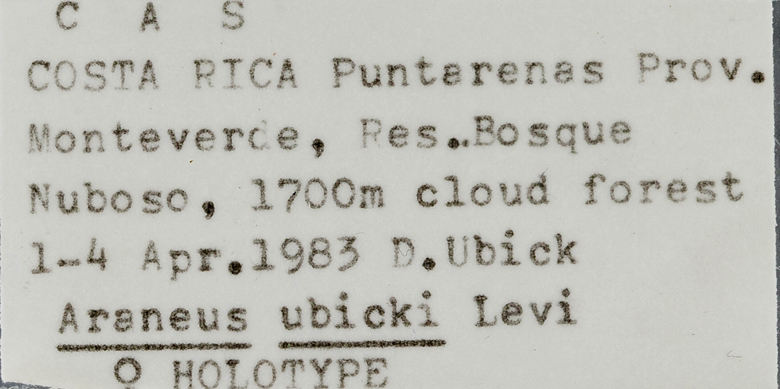 C A S
COSTA RICA Puntarenas Prov.
Monteverde, Res..Bosque
Nuboso, 1700m cloud forest
1-4 Apr.1983 D.Ubick
Araneus ubicki Levi
♀ HOLOTYPE